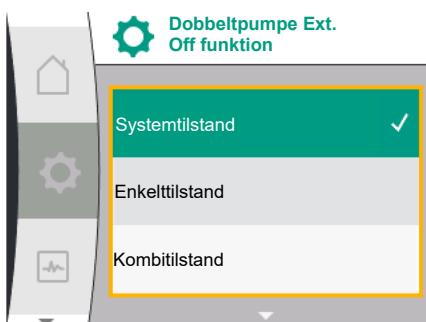 Dobbeltpumpe Ext.
Off funktion
Systemtilstand
Enkelttilstand
Kombitilstand